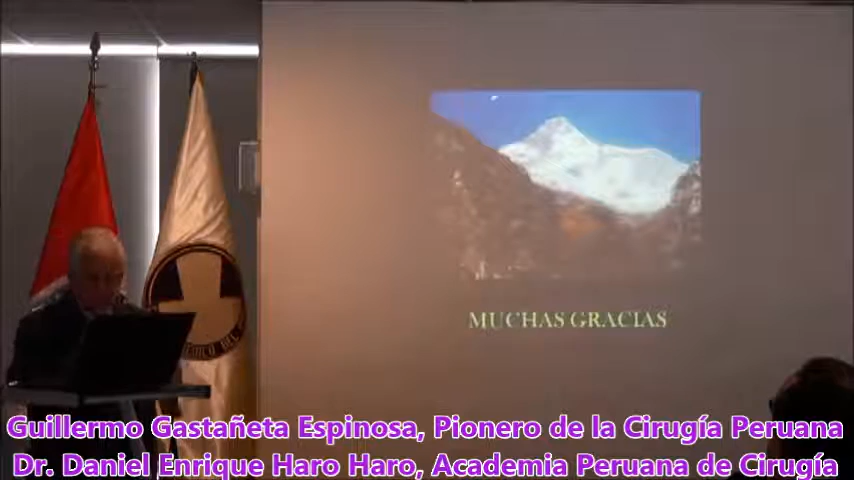 MUCHAS GRACIAS
Guillermo Gastañeta Espinosa, Pionero de la Cirugía Peruana
Dr. Daniel Enrique Haro Haro, Academia Peruana de Cirugía